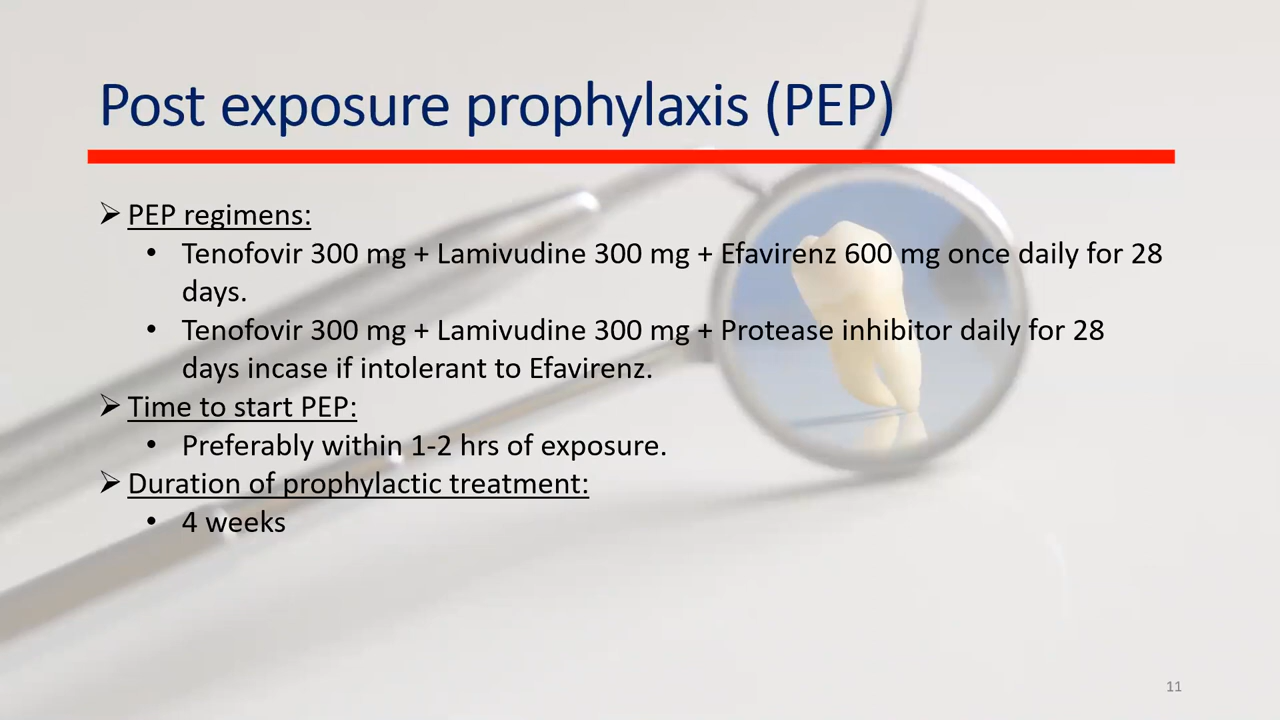 Post exposure prophylaxis (PEP)
➢ PEP regimens:
• Tenofovir 300 mg + Lamivudine 300 mg + Efavirenz 600 mg once daily for 28
days.
• Tenofovir 300 mg + Lamivudine 300 mg + Protease inhibitor daily for 28
days incase if intolerant to Efavirenz.
➢ Time to start PEP:
• Preferably within 1-2 hrs of exposure.
➢ Duration of prophylactic treatment:
• 4 weeks
11